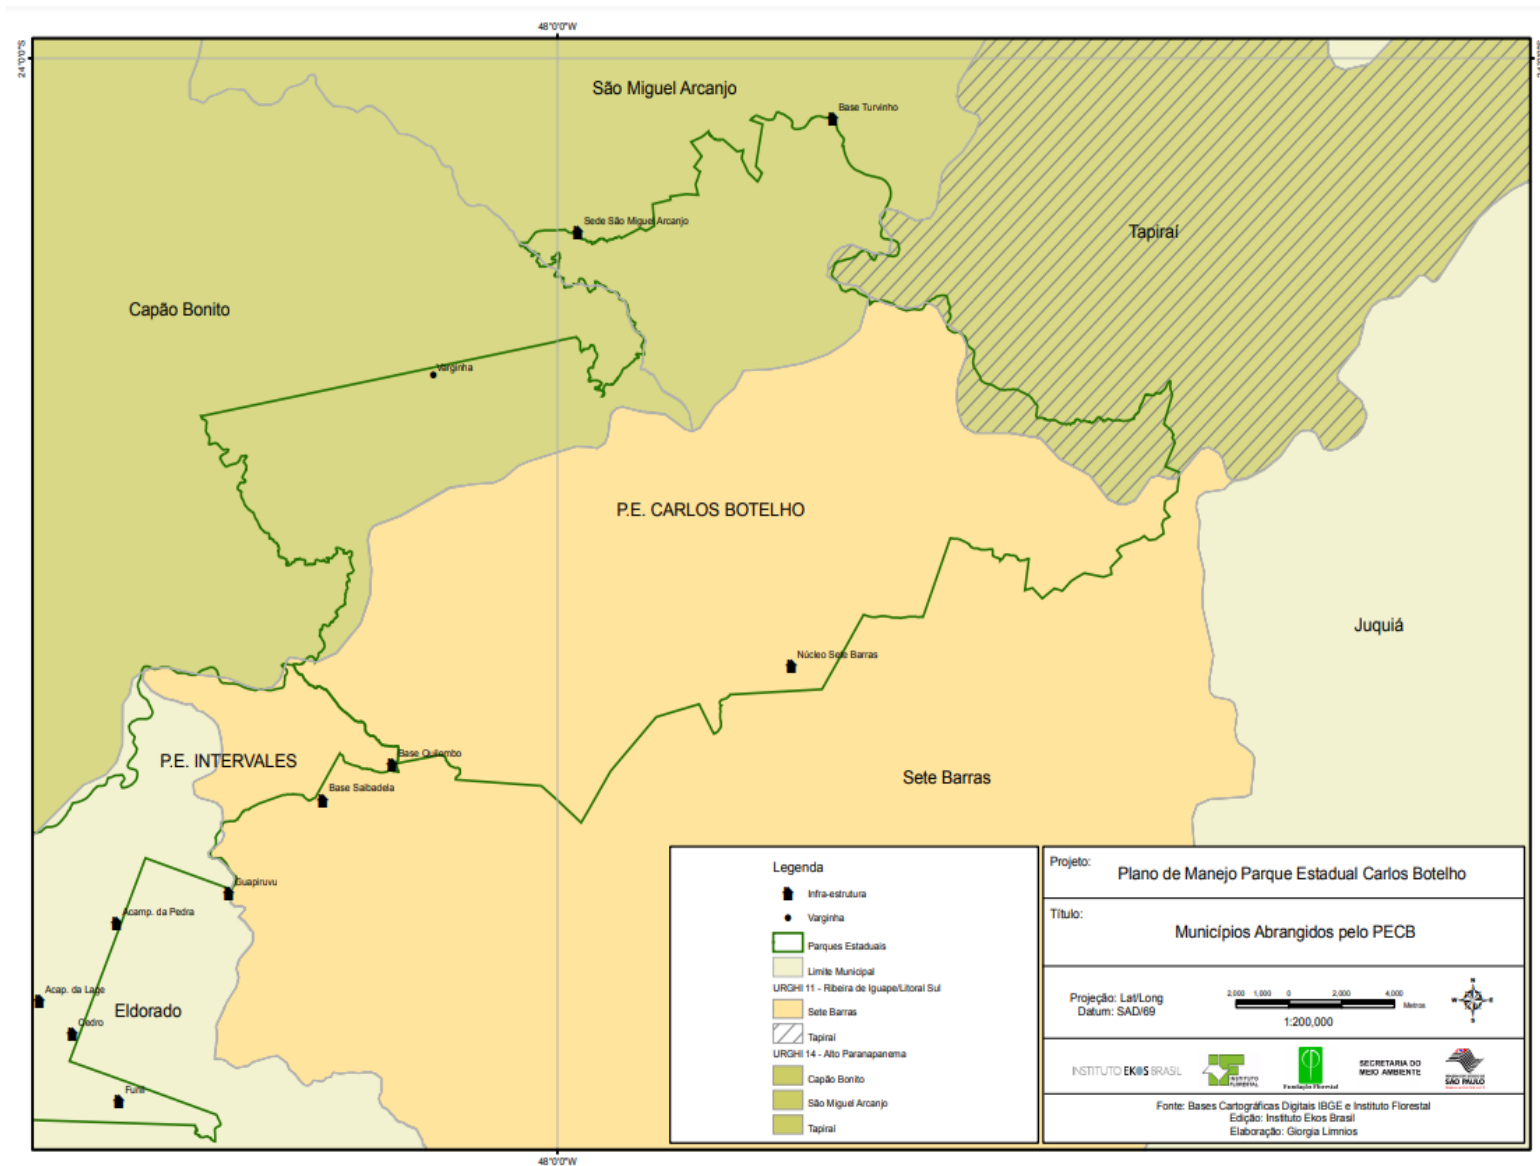 48°0'0"W
24°0'0"S
São Miguel Arcanjo
Base Turvinho
Sede São Miguel Arcanjo
Tapiraí
Capão Bonito
Varginha
P.E. CARLOS BOTELHO
Juquiá
Núcleo Sete Barras
P.E. INTERVALES
Base Quilombo
Base Saibadela
Sete Barras
Guapiruvu
Acamp. da Pedra
Acap. da Lage
Eldorado
Cedro
Funil
48°0'0"W
Legenda
Infra-estrutura
Varginha
Parques Estaduais
Limite Municipal
URGHI 11 - Ribeira de Iguape/Litoral Sul
Sete Barras
Tapiraí
URGHI 14 - Alto Paranapanema
Capão Bonito
São Miguel Arcanjo
Tapiraí
Projeto:
Plano de Manejo Parque Estadual Carlos Botelho
Título:
Municípios Abrangidos pelo PECB
Projeção: Lat/Long
Datum: SAD/69
2,000 1,000 0 2,000 4,000
Metros
1:200,000
N
W E
S
INSTITUTO EKOS BRASIL
INSTITUTO
FLORESTAL
Fundação Florestal
SECRETARIA DO
MEIO AMBIENTE
SÃO PAULO
Fonte: Bases Cartográficas Digitais IBGE e Instituto Florestal
Edição: Instituto Ekos Brasil
Elaboração: Giorgia Limnios